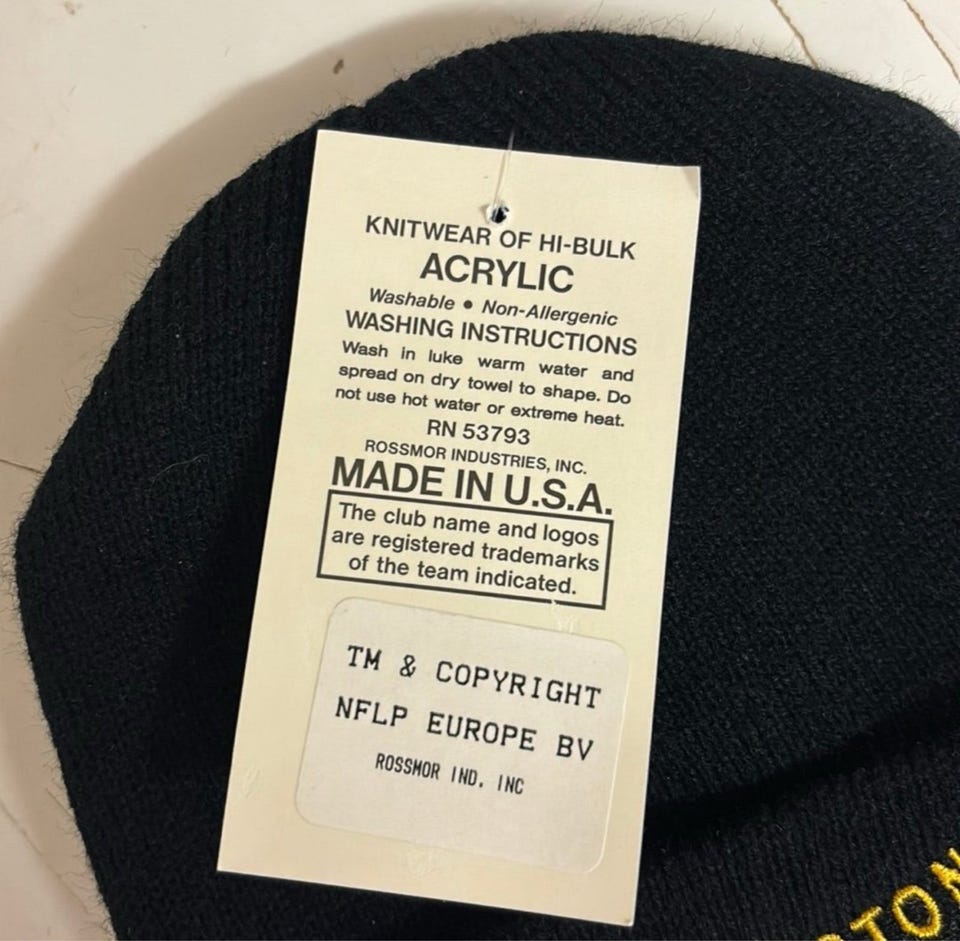 KNITWEAR OF HI-BULK
ACRYLIC
Washable • Non-Allergenic
WASHING INSTRUCTIONS
Wash in luke warm water and
spread on dry towel to shape. Do
not use hot water or extreme heat.
RN 53793
ROSSMOR INDUSTRIES, INC.
MADE IN U.S.A.
The club name and logos
are registered trademarks
of the team indicated.
TM & COPYRIGHT
NFLP EUROPE BV
ROSSMOR IND. INC